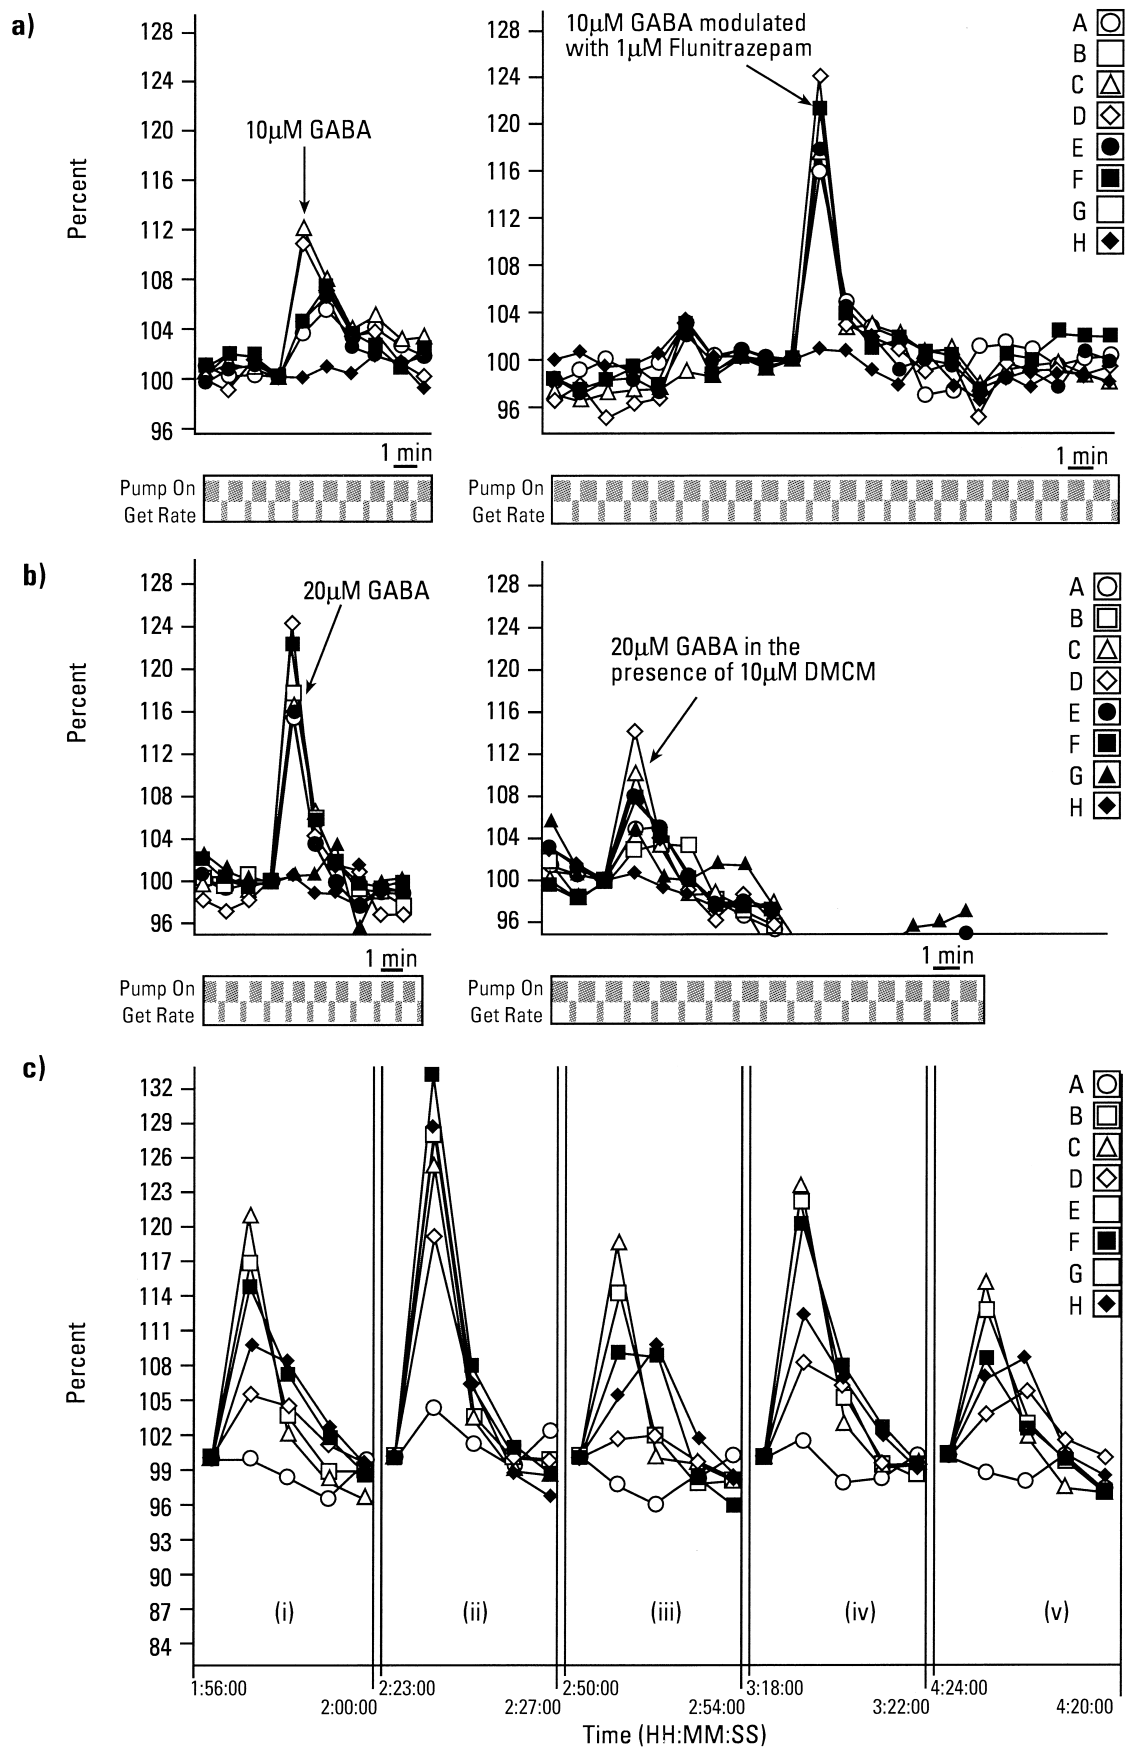 a)
128
124
120
116
112
108
104
100
96
Percent
10µM GABA
1 min
Pump On
Get Rate
128
124
120
116
112
108
104
100
96
10µM GABA modulated
with 1µM Flunitrazepam
1 min
Pump On
Get Rate
A
B
C
D
E
F
G
H
b)
128
124
120
116
112
108
104
100
96
Percent
20µM GABA
1 min
Pump On
Get Rate
128
124
120
116
112
108
104
100
96
20µM GABA in the
presence of 10µM DMCM
1 min
Pump On
Get Rate
A
B
C
D
E
F
G
H
c)
132
129
126
123
120
117
114
111
108
105
102
99
96
93
90
87
84
Percent
A
B
C
D
E
F
G
H
(i) (ii) (iii) (iv) (v)
1:56:00 2:23:00 2:50:00 3:18:00 4:24:00
2:00:00 2:27:00 2:54:00 3:22:00 4:20:00
Time (HH:MM:SS)